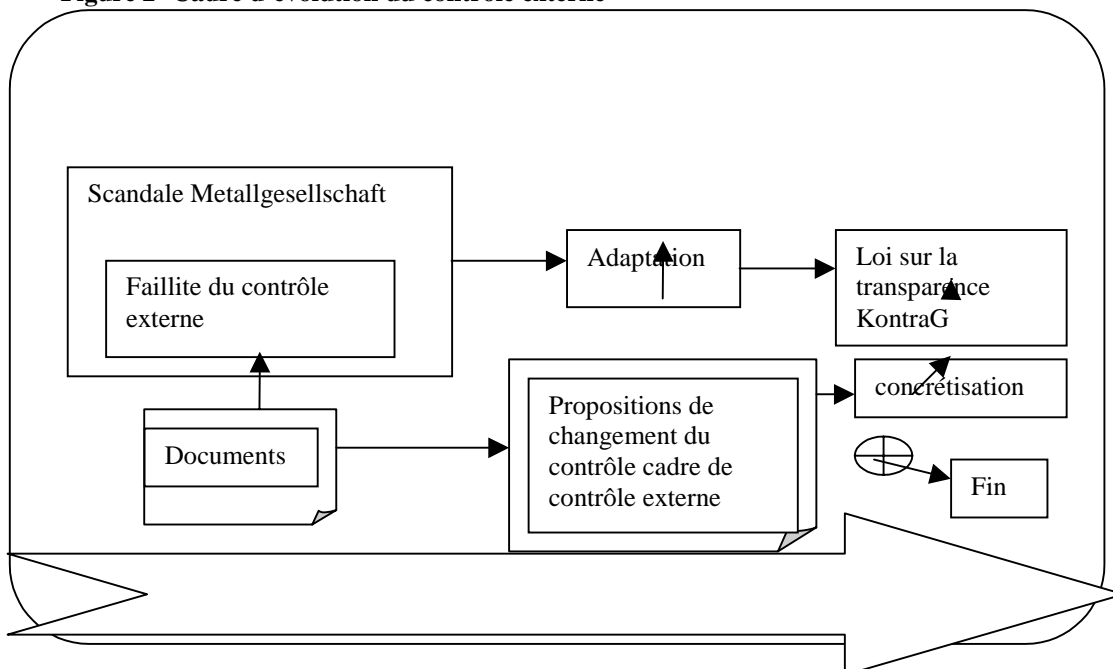 Figure 2 Cadre d'évolution du contrôle externe
Scandale Metallgesellschaft
Faillite du contrôle
externe
Adaptation
Loi sur la
transparence
KontraG
Documents
Propositions de
changement du
contrôle cadre de
contrôle externe
concrétisation
Fin